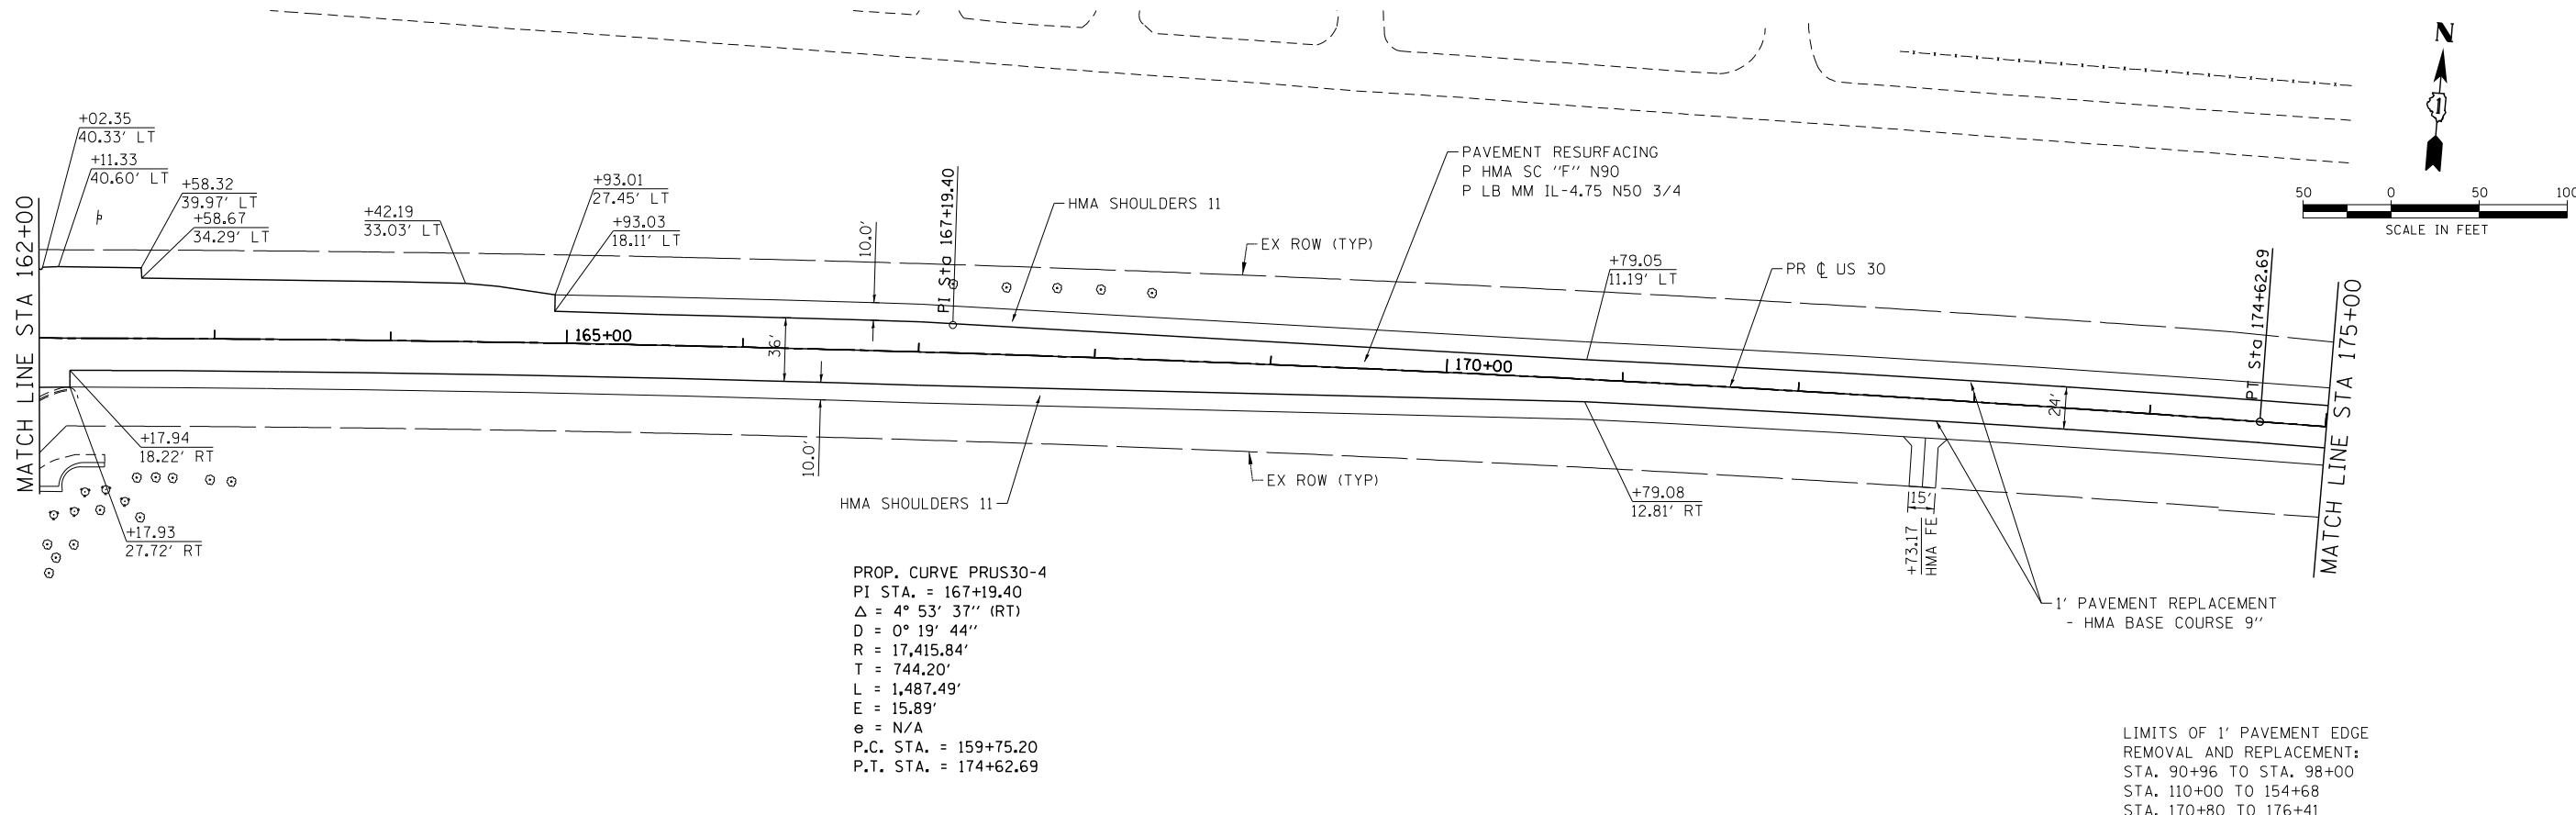 N
1
50 0 50 100
SCALE IN FEET
MATCH LINE STA 162+00
+02.35
40.33' LT
+11.33
40.60' LT
+58.32
39.97' LT
+58.67
34.29' LT
+42.19
33.03' LT
+93.01
27.45' LT
+93.03
18.11' LT
10.0'
PI Sta 167+19.40
HMA SHOULDERS 11
PAVEMENT RESURFACING
P HMA SC "F" N90
P LB MM IL-4.75 N50 3/4
EX ROW (TYP)
+79.05
11.19' LT
PR ℄ US 30
PT Sta 174+62.69
MATCH LINE STA 175+00
165+00
36'
170+00
24'
+17.94
18.22' RT
+17.93
27.72' RT
10.0'
HMA SHOULDERS 11
EX ROW (TYP)
+79.08
12.81' RT
15'
+73.17
HMA FE
1' PAVEMENT REPLACEMENT
- HMA BASE COURSE 9"
PROP. CURVE PRUS30-4
PI STA. = 167+19.40
Δ = 4° 53' 37" (RT)
D = 0° 19' 44"
R = 17,415.84'
T = 744.20'
L = 1,487.49'
E = 15.89'
e = N/A
P.C. STA. = 159+75.20
P.T. STA. = 174+62.69
LIMITS OF 1' PAVEMENT EDGE
REMOVAL AND REPLACEMENT:
STA. 90+96 TO STA. 98+00
STA. 110+00 TO 154+68
STA. 170+80 TO 176+41